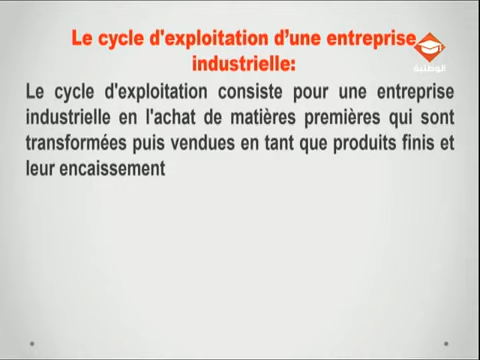 Le cycle d'exploitation d’une entreprise
industrielle:
الوطنية
Le cycle d'exploitation consiste pour une entreprise
industrielle en l'achat de matières premières qui sont
transformées puis vendues en tant que produits finis et
leur encaissement